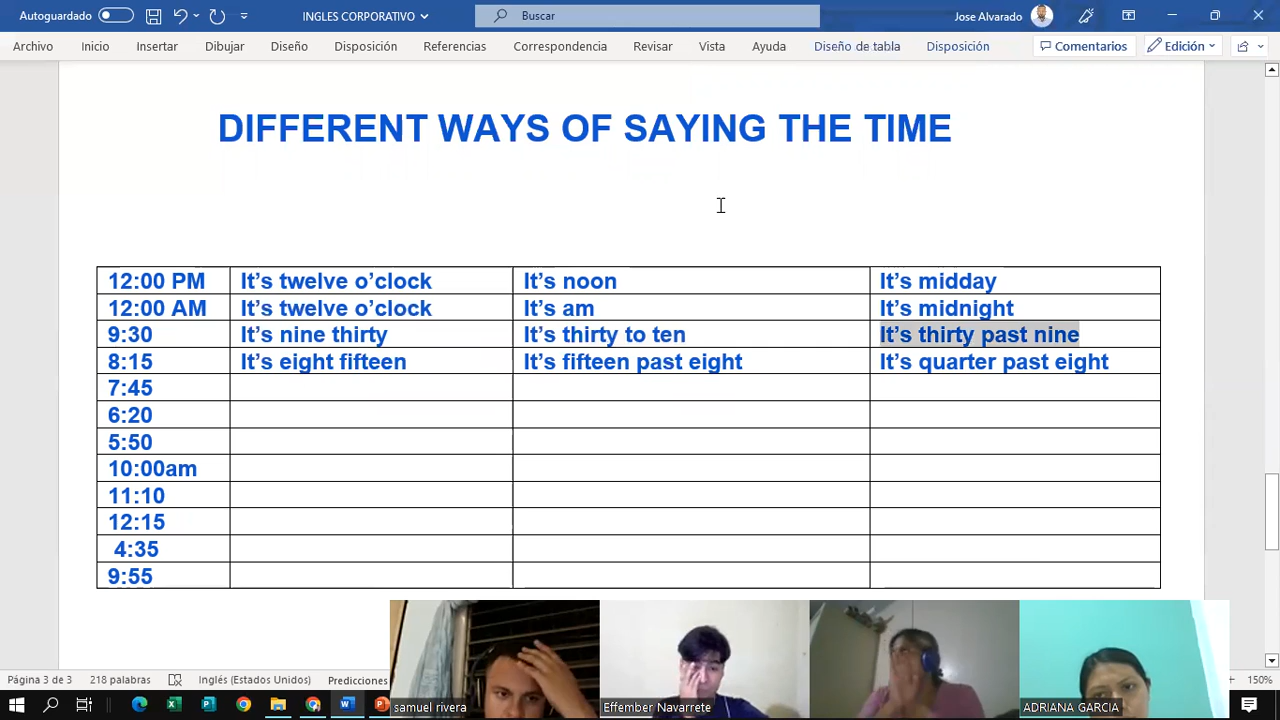 Autoguardado INGLES CORPORATIVO Buscar Jose Alvarado
Archivo Inicio Insertar Dibujar Diseño Disposición Referencias Correspondencia Revisar Vista Ayuda Diseño de tabla Disposición Comentarios Edición
DIFFERENT WAYS OF SAYING THE TIME
12:00 PM It's twelve o'clock It's noon It's midday
12:00 AM It's twelve o'clock It's am It's midnight
9:30 It's nine thirty It's thirty to ten It's thirty past nine
8:15 It's eight fifteen It's fifteen past eight It's quarter past eight
7:45
6:20
5:50
10:00am
11:10
12:15
4:35
9:55
Página 3 de 3 218 palabras Inglés (Estados Unidos) Predicciones 150%
samuel rivera Effember Navarrete ADRIANA GARCIA